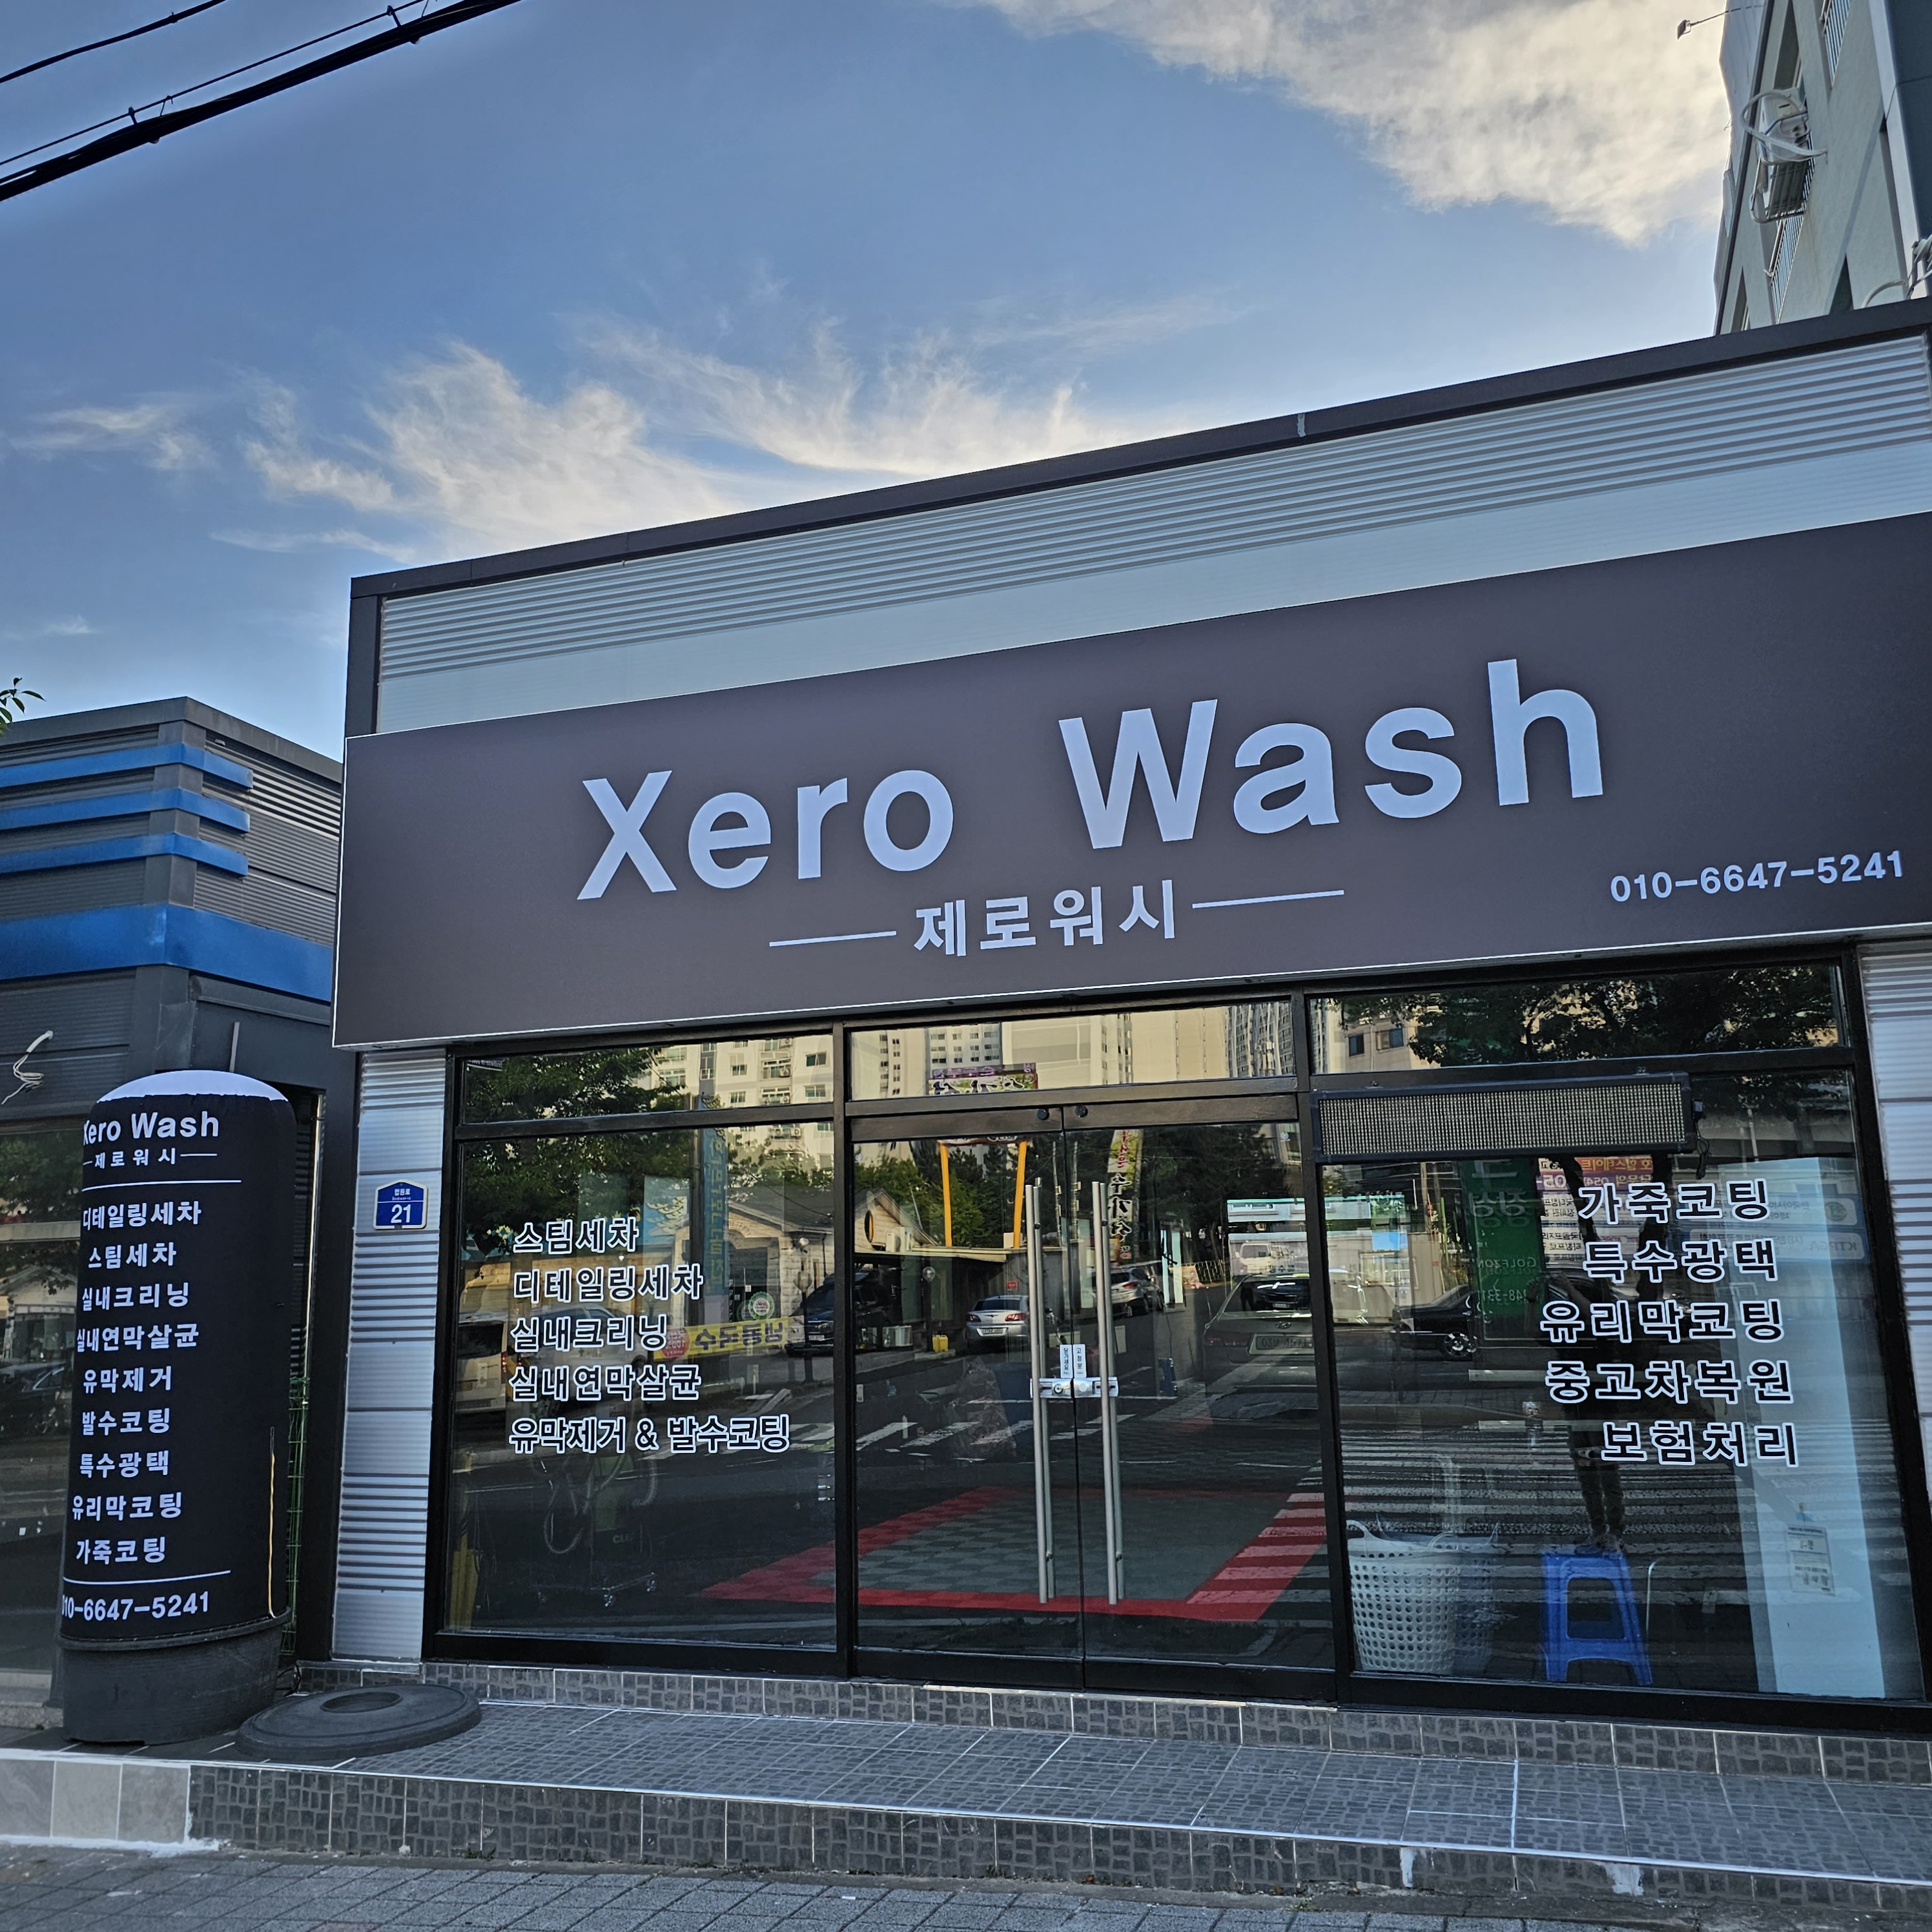 Xero Wash
제로워시
010-6647-5241
Xero Wash
제로워시
디테일링세차
스팀세차
실내크리닝
실내연막살균
유막제거
발수코팅
특수광택
유리막코팅
가죽코팅
010-6647-5241
21
스팀세차
디테일링세차
실내크리닝
실내연막살균
유막제거 & 발수코팅
가죽코팅
특수광택
유리막코팅
중고차복원
보험처리